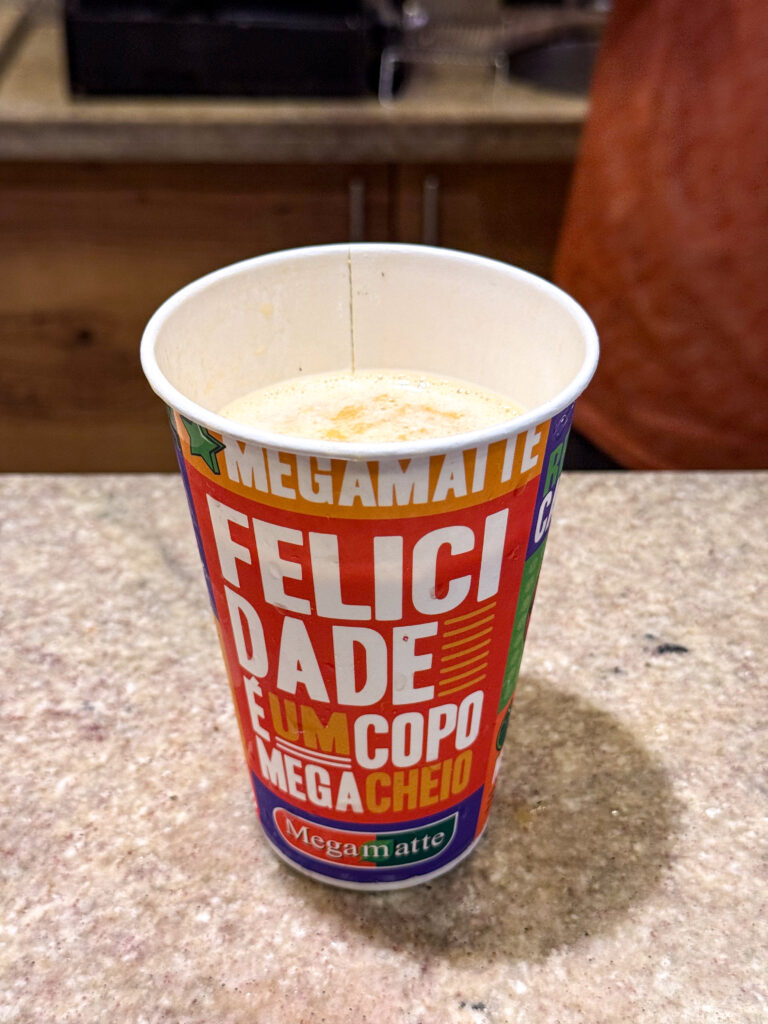 MEGAMATTE
FELICI
DADE
É UM COPO
MEGA CHEIO
Megamatte